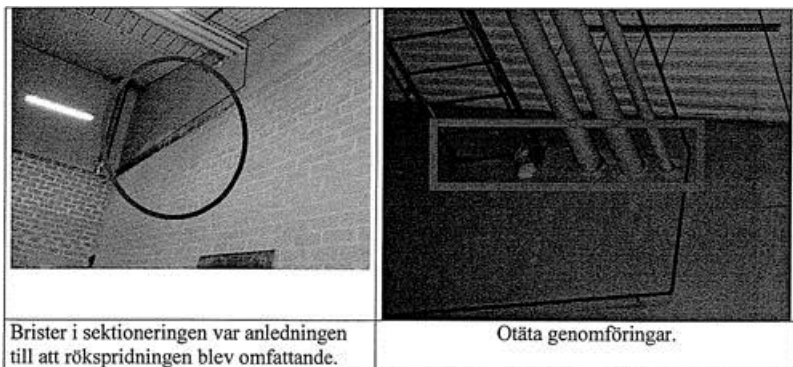 Brister i sektioneringen var anledningen
till att rökspridningen blev omfattande.
Otäta genomföringar.